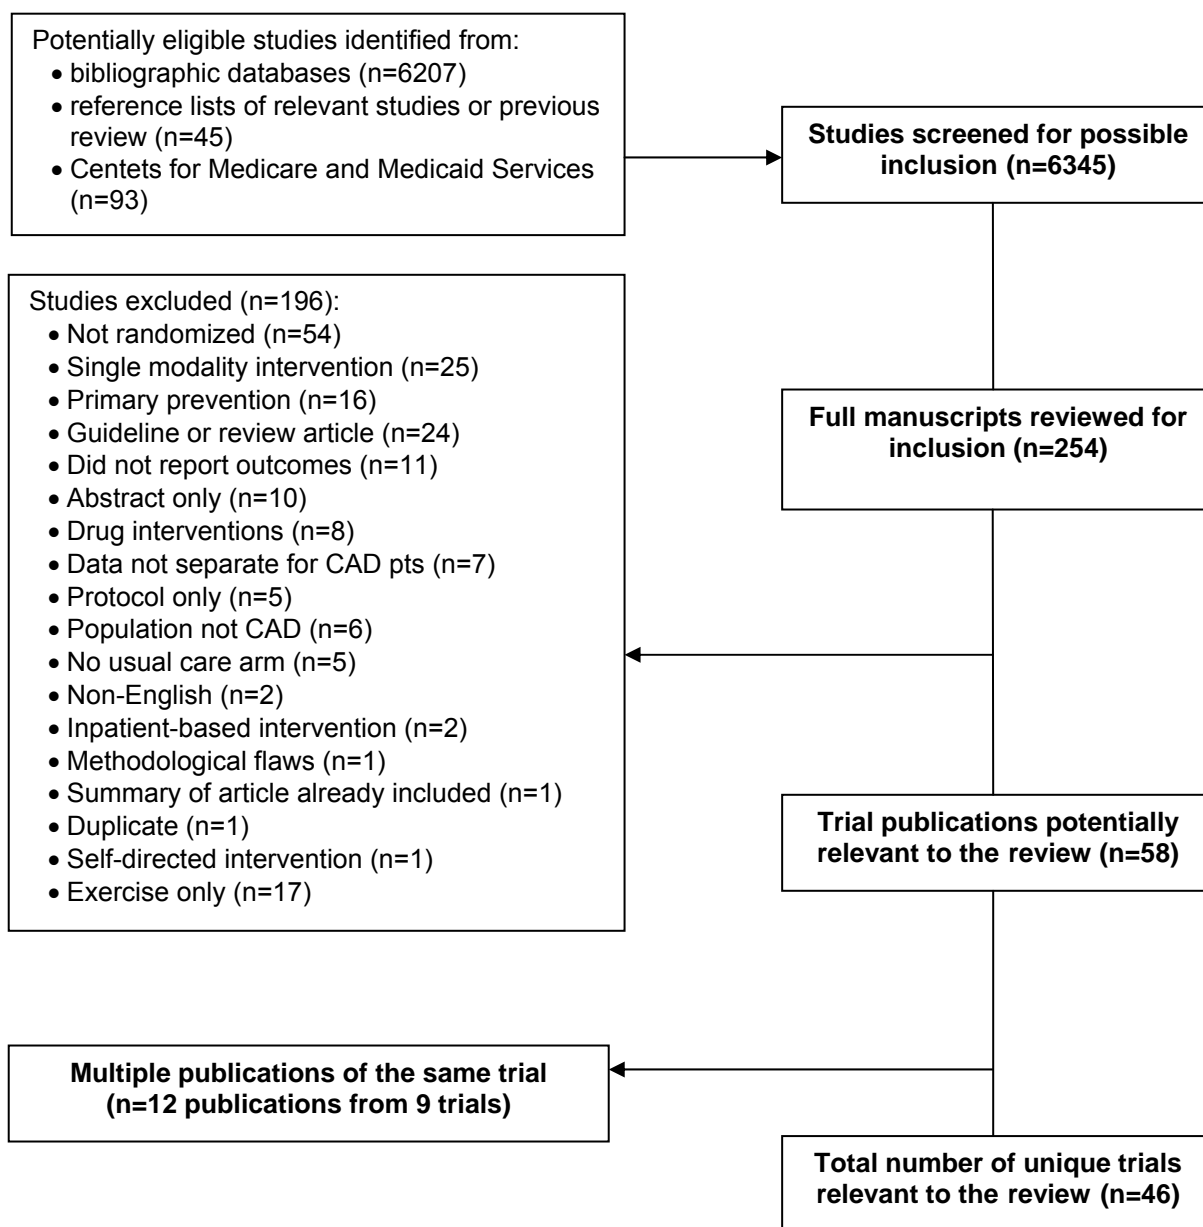 Potentially eligible studies identified from:
• bibliographic databases (n=6207)
• reference lists of relevant studies or previous
review (n=45)
• Centets for Medicare and Medicaid Services
(n=93)
Studies screened for possible
inclusion (n=6345)
Studies excluded (n=196):
• Not randomized (n=54)
• Single modality intervention (n=25)
• Primary prevention (n=16)
• Guideline or review article (n=24)
• Did not report outcomes (n=11)
• Abstract only (n=10)
• Drug interventions (n=8)
• Data not separate for CAD pts (n=7)
• Protocol only (n=5)
• Population not CAD (n=6)
• No usual care arm (n=5)
• Non-English (n=2)
• Inpatient-based intervention (n=2)
• Methodological flaws (n=1)
• Summary of article already included (n=1)
• Duplicate (n=1)
• Self-directed intervention (n=1)
• Exercise only (n=17)
Full manuscripts reviewed for
inclusion (n=254)
Trial publications potentially
relevant to the review (n=58)
Multiple publications of the same trial
(n=12 publications from 9 trials)
Total number of unique trials
relevant to the review (n=46)